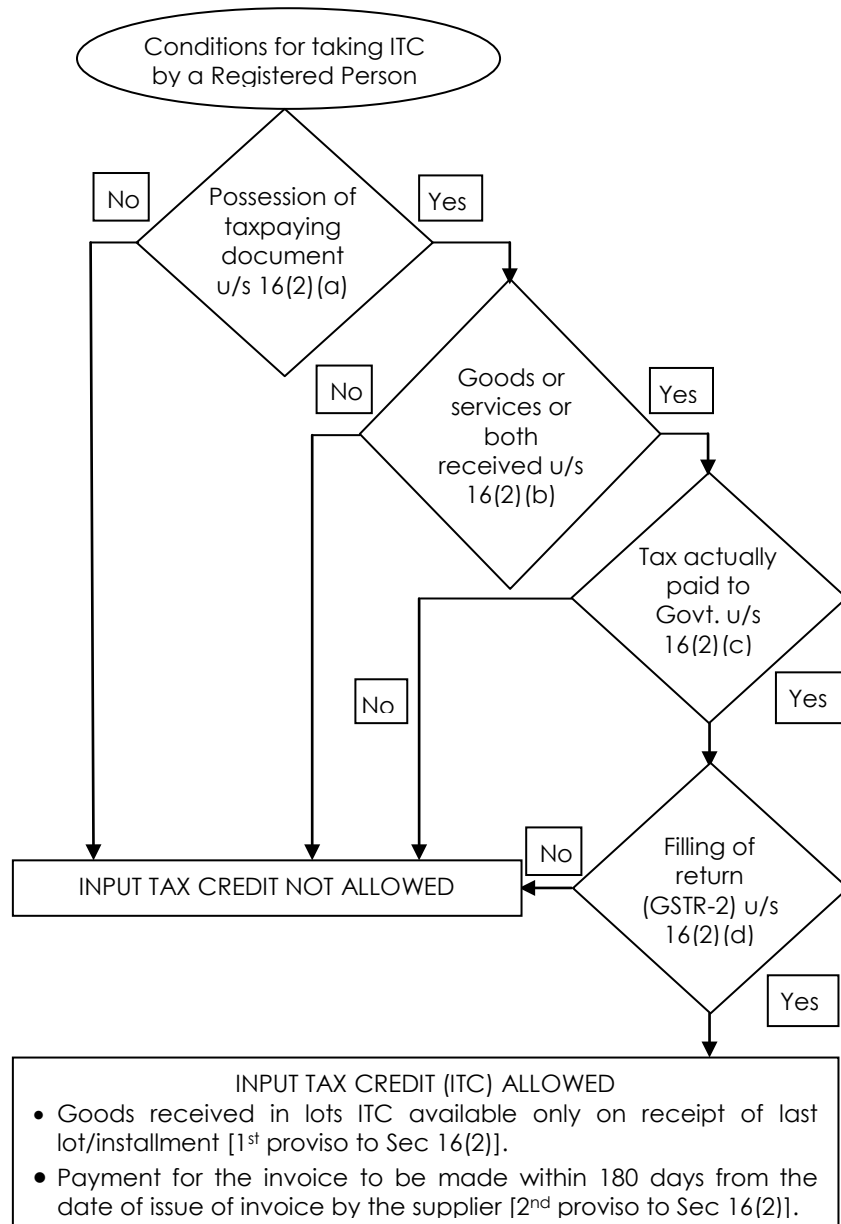 Conditions for taking ITC
by a Registered Person
No
Possession of
taxpaying
document
u/s 16(2)(a)
Yes
No
Goods or
services or
both
received u/s
16(2)(b)
Yes
Tax actually
paid to
Govt. u/s
16(2)(c)
No
Yes
No
Filling of
return
(GSTR-2) u/s
16(2)(d)
INPUT TAX CREDIT NOT ALLOWED
Yes
INPUT TAX CREDIT (ITC) ALLOWED
• Goods received in lots ITC available only on receipt of last
lot/installment [1st proviso to Sec 16(2)].
• Payment for the invoice to be made within 180 days from the
date of issue of invoice by the supplier [2nd proviso to Sec 16(2)].